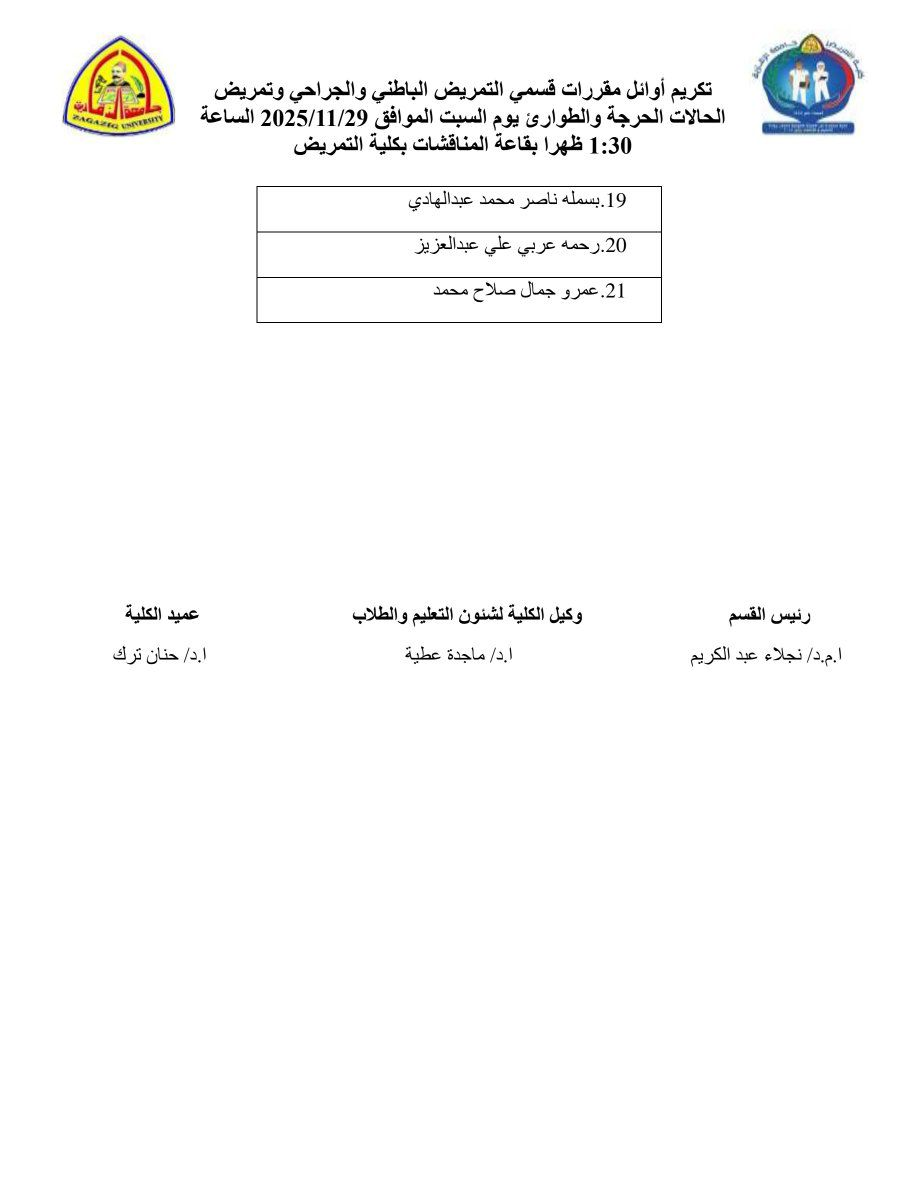 تكريم أوائل مقررات قسمي التمريض الباطني والجراحي وتمريض
الحالات الحرجة والطوارئ يوم السبت الموافق 2025/11/29 الساعة
1:30 ظهرا بقاعة المناقشات بكلية التمريض
ZAGAZIG UNIVERSITY
19.بسمله ناصر محمد عبدالهادي
20.رحمه عربي علي عبدالعزيز
21.عمرو جمال صلاح محمد
رئيس القسم وكيل الكلية لشئون التعليم والطلاب عميد الكلية
ا.م.د/ نجلاء عبد الكريم ا.د/ ماجدة عطية ا.د/ حنان ترك